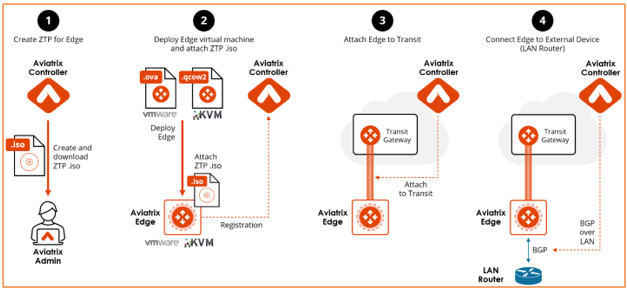 1
Create ZTP for Edge
Aviatrix
Controller
.iso
Create and
download
ZTP .iso
Aviatrix
Admin
2
Deploy Edge virtual machine
and attach ZTP .iso
.ova
.qcow2
Aviatrix
Controller
vmware
KVM
Deploy
Edge
Attach
ZTP .iso
.iso
Aviatrix
Edge
Registration
vmware
KVM
3
Attach Edge to Transit
Aviatrix
Controller
Transit
Gateway
Attach
to Transit
Aviatrix
Edge
4
Connect Edge to External Device
(LAN Router)
Aviatrix
Controller
Transit
Gateway
Aviatrix
Edge
BGP
over
LAN
BGP
LAN
Router